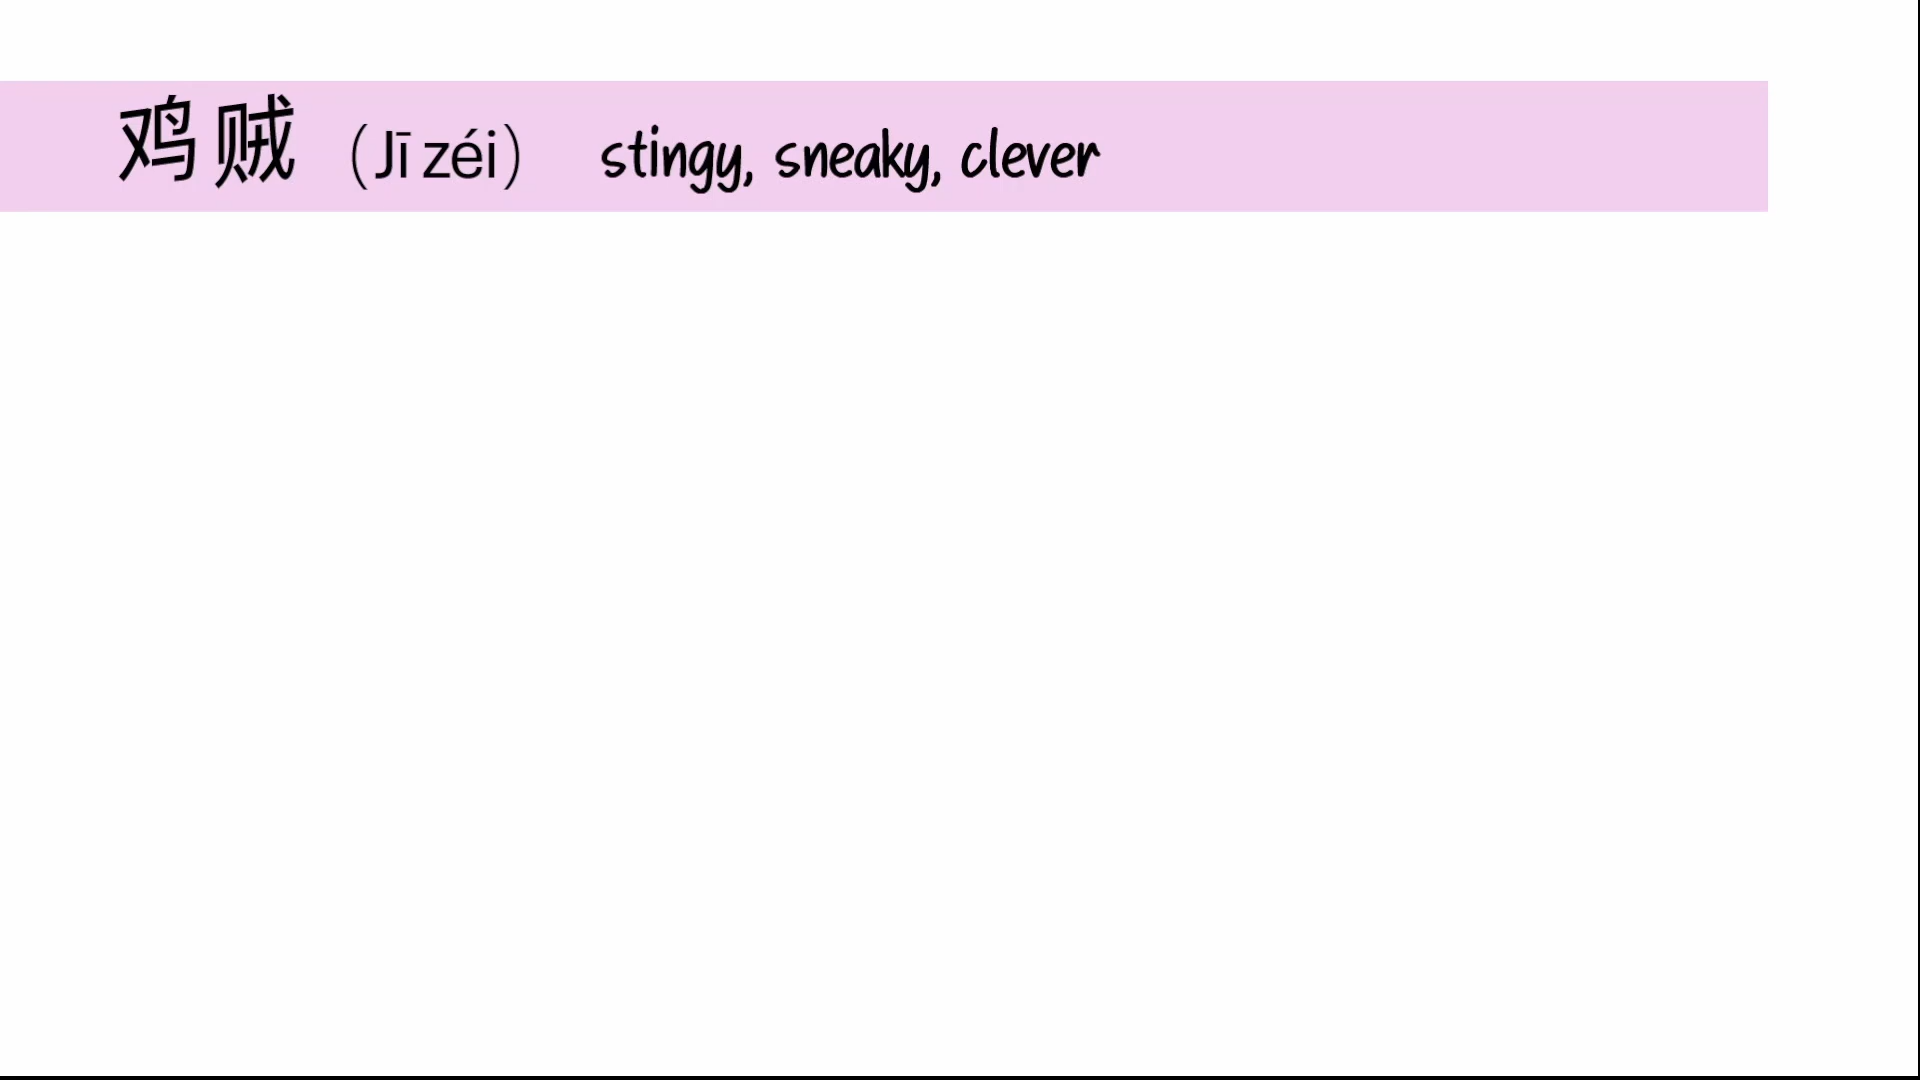 鸡贼 (Jī zéi) stingy, sneaky, clever